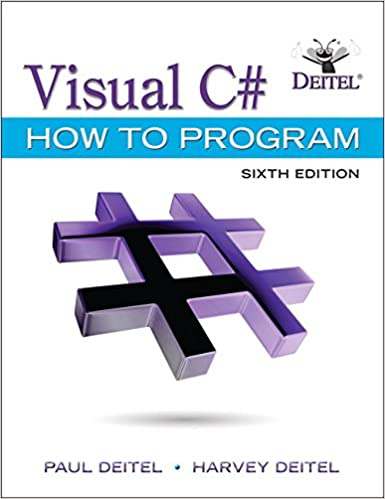 Visual C#
DEITEL®
HOW TO PROGRAM
SIXTH EDITION
PAUL DEITEL • HARVEY DEITEL